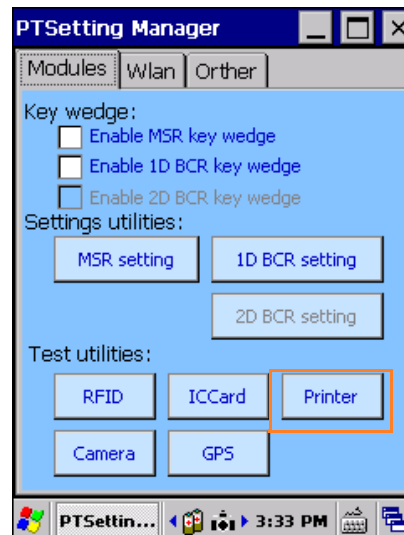 PTSetting Manager
Modules Wlan Orther
Key wedge:
Enable MSR key wedge
Enable 1D BCR key wedge
Enable 2D BCR key wedge
Settings utilities:
MSR setting 1D BCR setting
2D BCR setting
Test utilities:
RFID ICCard Printer
Camera GPS
PTSettin... 3:33 PM